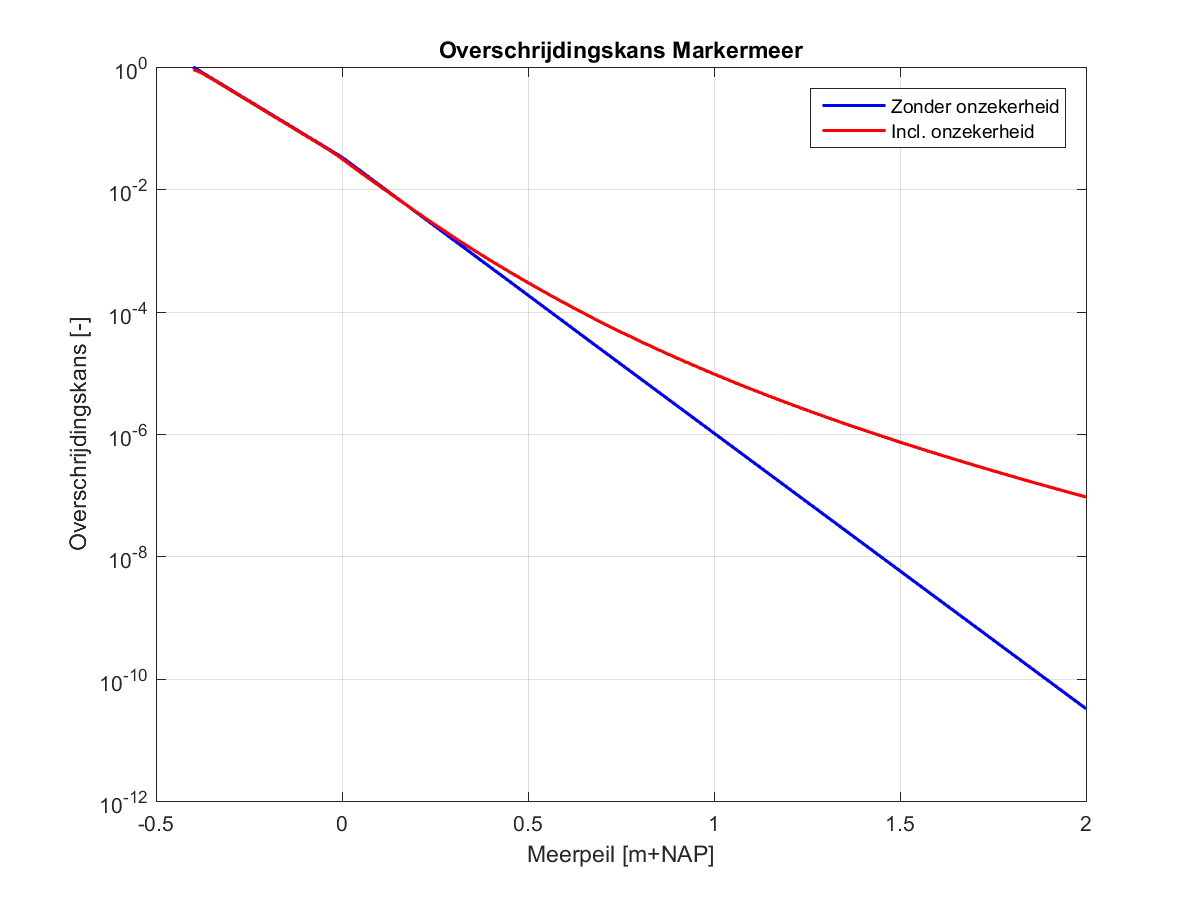 Overschrijdingskans Markermeer
Zonder onzekerheid
Incl. onzekerheid
Overschrijdingskans [-]
10^0
10^-2
10^-4
10^-6
10^-8
10^-10
10^-12
-0.5 0 0.5 1 1.5 2
Meerpeil [m+NAP]